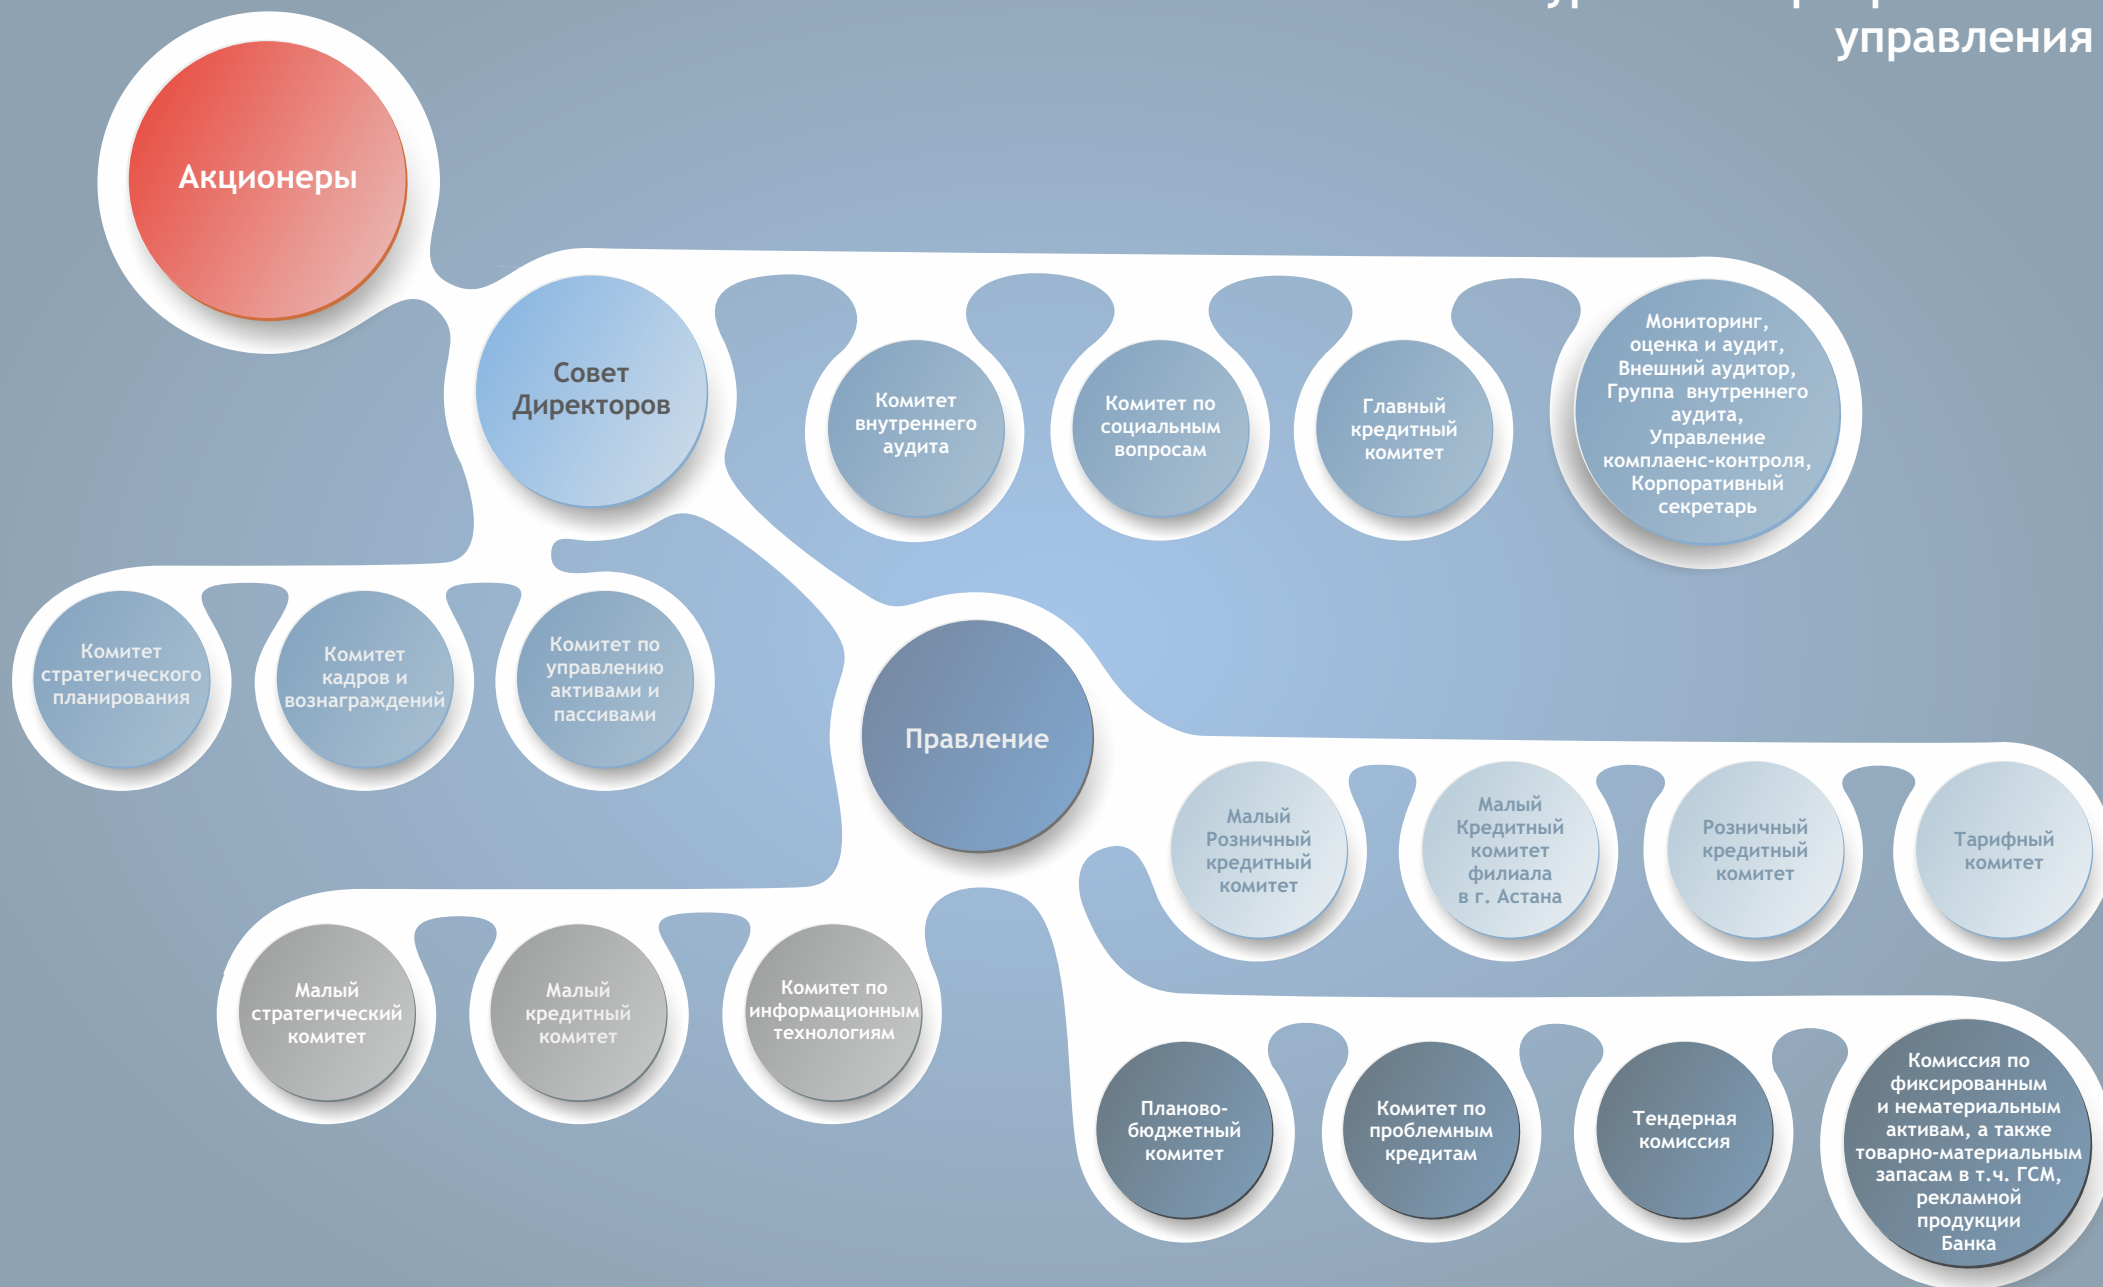 управления
Акционеры
Совет
Директоров
Комитет
внутреннего
аудита
Комитет по
социальным
вопросам
Главный
кредитный
комитет
Мониторинг,
оценка и аудит,
Внешний аудитор,
Группа внутреннего
аудита,
Управление
комплаенс-контроля,
Корпоративный
секретарь
Комитет
стратегического
планирования
Комитет
кадров и
вознаграждений
Комитет по
управлению
активами и
пассивами
Правление
Малый
Розничный
кредитный
комитет
Малый
Кредитный
комитет
филиала
в г. Астана
Розничный
кредитный
комитет
Тарифный
комитет
Малый
стратегический
комитет
Малый
кредитный
комитет
Комитет по
информационным
технологиям
Планово-
бюджетный
комитет
Комитет по
проблемным
кредитам
Тендерная
комиссия
Комиссия по
фиксированным
и нематериальным
активам, а также
товарно-материальным
запасам в т.ч. ГСМ,
рекламной
продукции
Банка